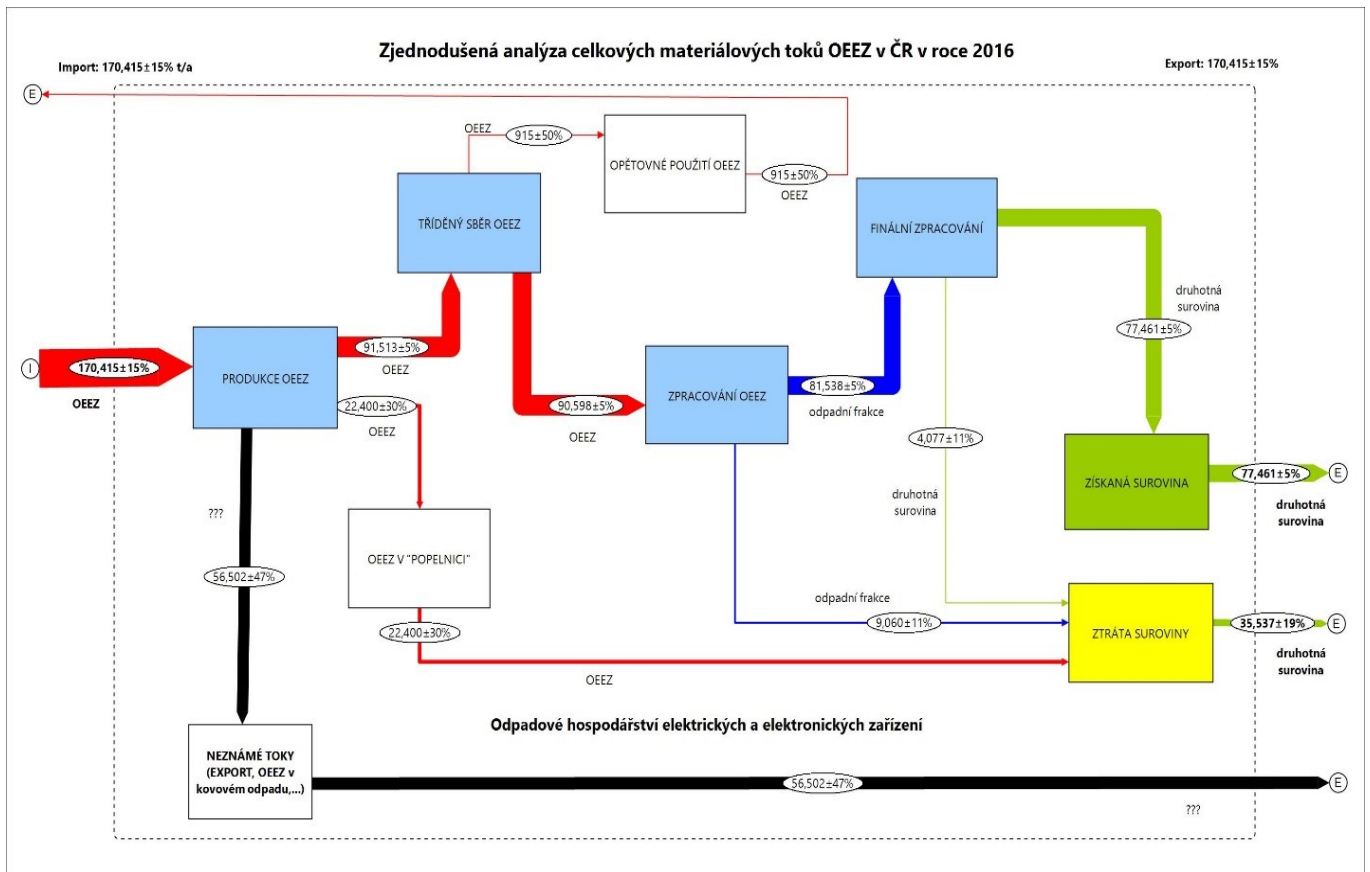 Zjednodušená analýza celkových materiálových toků OEEZ v ČR v roce 2016
Import: 170,415±15% t/a
Export: 170,415±15%
E
OEEZ
915±50%
OPĚTOVNÉ POUŽITÍ OEEZ
915±50%
OEEZ
TŘÍDĚNÝ SBĚR OEEZ
FINÁLNÍ ZPRACOVÁNÍ
druhotná
surovina
77,461±5%
I
170,415±15%
OEEZ
PRODUKCE OEEZ
91,513±5%
OEEZ
22,400±30%
OEEZ
90,598±5%
OEEZ
ZPRACOVÁNÍ OEEZ
81,538±5%
odpadní frakce
4,077±11%
druhotná
surovina
ZÍSKANÁ SUROVINA
77,461±5%
E
druhotná
surovina
???
56,502±47%
OEEZ V "POPELNICI"
22,400±30%
OEEZ
odpadní frakce
9,060±11%
ZTRÁTA SUROVINY
35,537±19%
E
druhotná
surovina
Odpadové hospodářství elektrických a elektronických zařízení
NEZNÁMÉ TOKY
(EXPORT, OEEZ v
kovovém odpadu,...)
56,502±47%
E
???